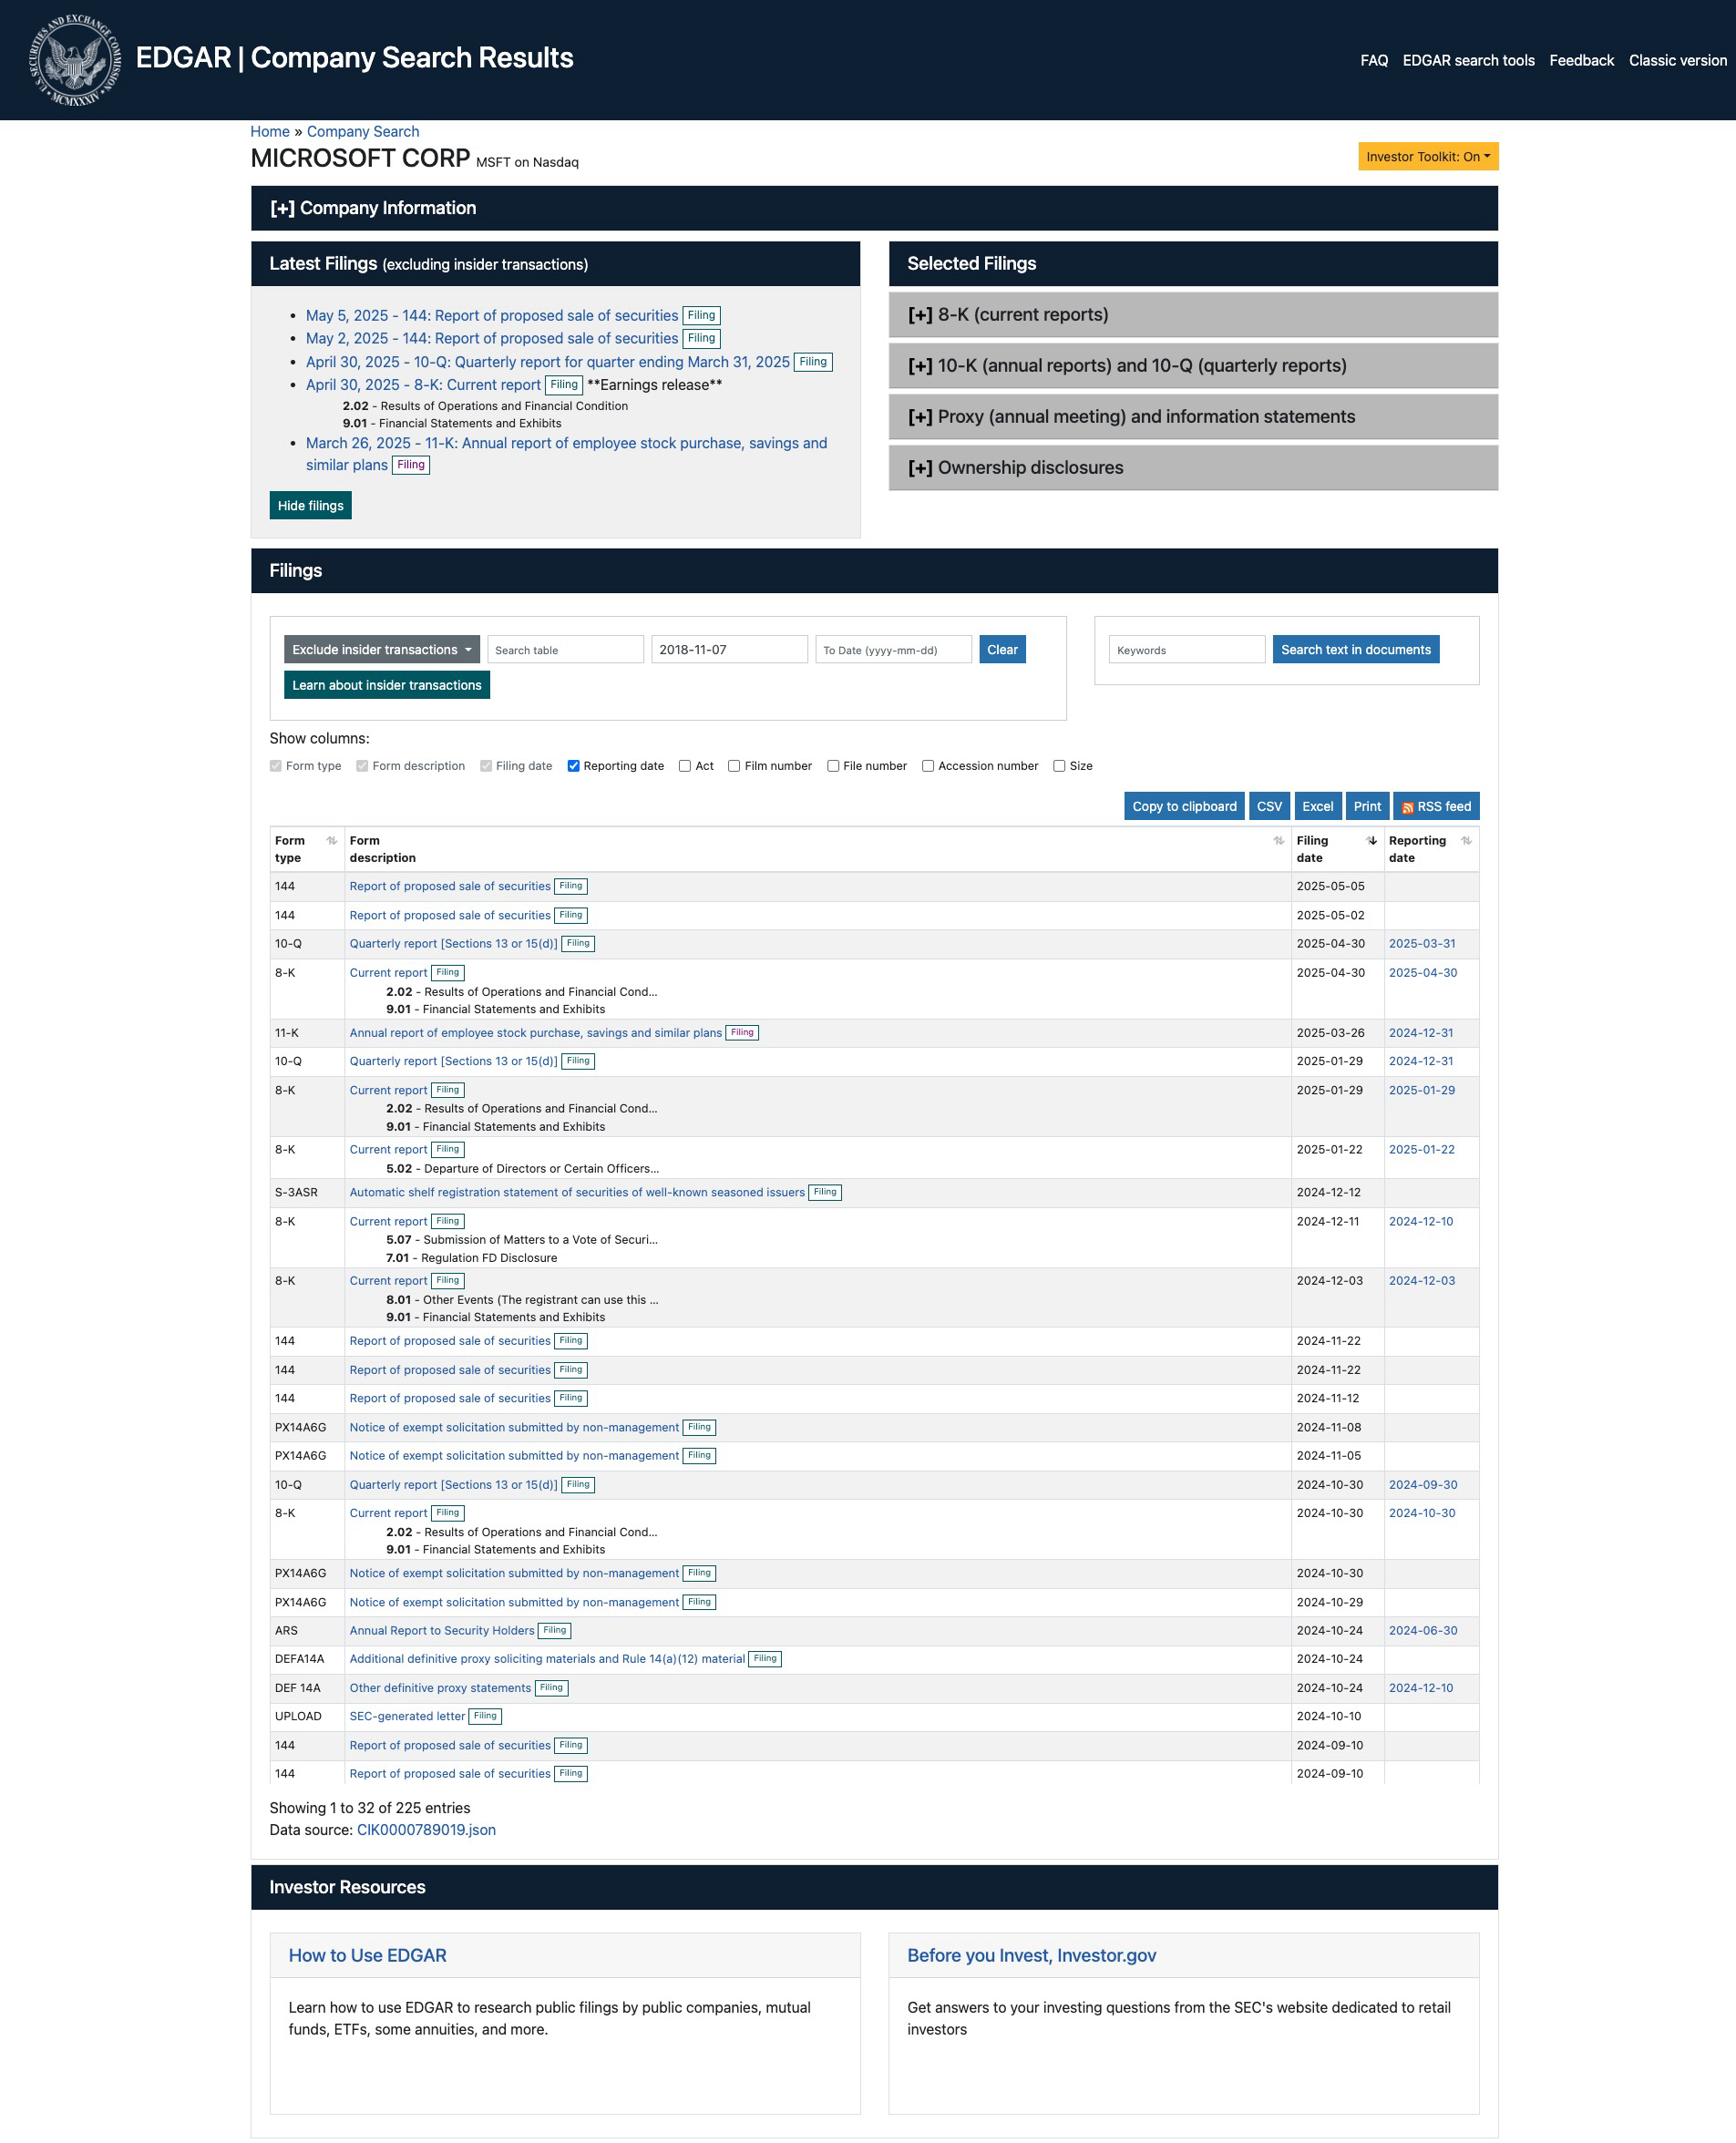 SECURITIES AND EXCHANGE COMMISSION
MCMXXXIV
EDGAR | Company Search Results
FAQ EDGAR search tools Feedback Classic version
Home » Company Search
MICROSOFT CORP MSFT on Nasdaq
Investor Toolkit: On
[+] Company Information
Latest Filings (excluding insider transactions)
May 5, 2025 - 144: Report of proposed sale of securities Filing
May 2, 2025 - 144: Report of proposed sale of securities Filing
April 30, 2025 - 10-Q: Quarterly report for quarter ending March 31, 2025 Filing
April 30, 2025 - 8-K: Current report Filing **Earnings release**
2.02 - Results of Operations and Financial Condition
9.01 - Financial Statements and Exhibits
March 26, 2025 - 11-K: Annual report of employee stock purchase, savings and
similar plans Filing
Hide filings
Selected Filings
[+] 8-K (current reports)
[+] 10-K (annual reports) and 10-Q (quarterly reports)
[+] Proxy (annual meeting) and information statements
[+] Ownership disclosures
Filings
Exclude insider transactions Search table 2018-11-07 To Date (yyyy-mm-dd) Clear
Learn about insider transactions
Keywords Search text in documents
Show columns:
Form type Form description Filing date Reporting date Act Film number File number Accession number Size
Copy to clipboard CSV Excel Print RSS feed
Form type Form description Filing date Reporting date
144 Report of proposed sale of securities Filing 2025-05-05
144 Report of proposed sale of securities Filing 2025-05-02
10-Q Quarterly report [Sections 13 or 15(d)] Filing 2025-04-30 2025-03-31
8-K Current report Filing 2025-04-30 2025-04-30
2.02 - Results of Operations and Financial Cond...
9.01 - Financial Statements and Exhibits
11-K Annual report of employee stock purchase, savings and similar plans Filing 2025-03-26 2024-12-31
10-Q Quarterly report [Sections 13 or 15(d)] Filing 2025-01-29 2024-12-31
8-K Current report Filing 2025-01-29 2025-01-29
2.02 - Results of Operations and Financial Cond...
9.01 - Financial Statements and Exhibits
8-K Current report Filing 2025-01-22 2025-01-22
5.02 - Departure of Directors or Certain Officers...
S-3ASR Automatic shelf registration statement of securities of well-known seasoned issuers Filing 2024-12-12
8-K Current report Filing 2024-12-11 2024-12-10
5.07 - Submission of Matters to a Vote of Securi...
7.01 - Regulation FD Disclosure
8-K Current report Filing 2024-12-03 2024-12-03
8.01 - Other Events (The registrant can use this ...
9.01 - Financial Statements and Exhibits
144 Report of proposed sale of securities Filing 2024-11-22
144 Report of proposed sale of securities Filing 2024-11-22
144 Report of proposed sale of securities Filing 2024-11-12
PX14A6G Notice of exempt solicitation submitted by non-management Filing 2024-11-08
PX14A6G Notice of exempt solicitation submitted by non-management Filing 2024-11-05
10-Q Quarterly report [Sections 13 or 15(d)] Filing 2024-10-30 2024-09-30
8-K Current report Filing 2024-10-30 2024-10-30
2.02 - Results of Operations and Financial Cond...
9.01 - Financial Statements and Exhibits
PX14A6G Notice of exempt solicitation submitted by non-management Filing 2024-10-30
PX14A6G Notice of exempt solicitation submitted by non-management Filing 2024-10-29
ARS Annual Report to Security Holders Filing 2024-10-24 2024-06-30
DEFA14A Additional definitive proxy soliciting materials and Rule 14(a)(12) material Filing 2024-10-24
DEF 14A Other definitive proxy statements Filing 2024-10-24 2024-12-10
UPLOAD SEC-generated letter Filing 2024-10-10
144 Report of proposed sale of securities Filing 2024-09-10
144 Report of proposed sale of securities Filing 2024-09-10
Showing 1 to 32 of 225 entries
Data source: CIK0000789019.json
Investor Resources
How to Use EDGAR
Learn how to use EDGAR to research public filings by public companies, mutual
funds, ETFs, some annuities, and more.
Before you Invest, Investor.gov
Get answers to your investing questions from the SEC's website dedicated to retail
investors